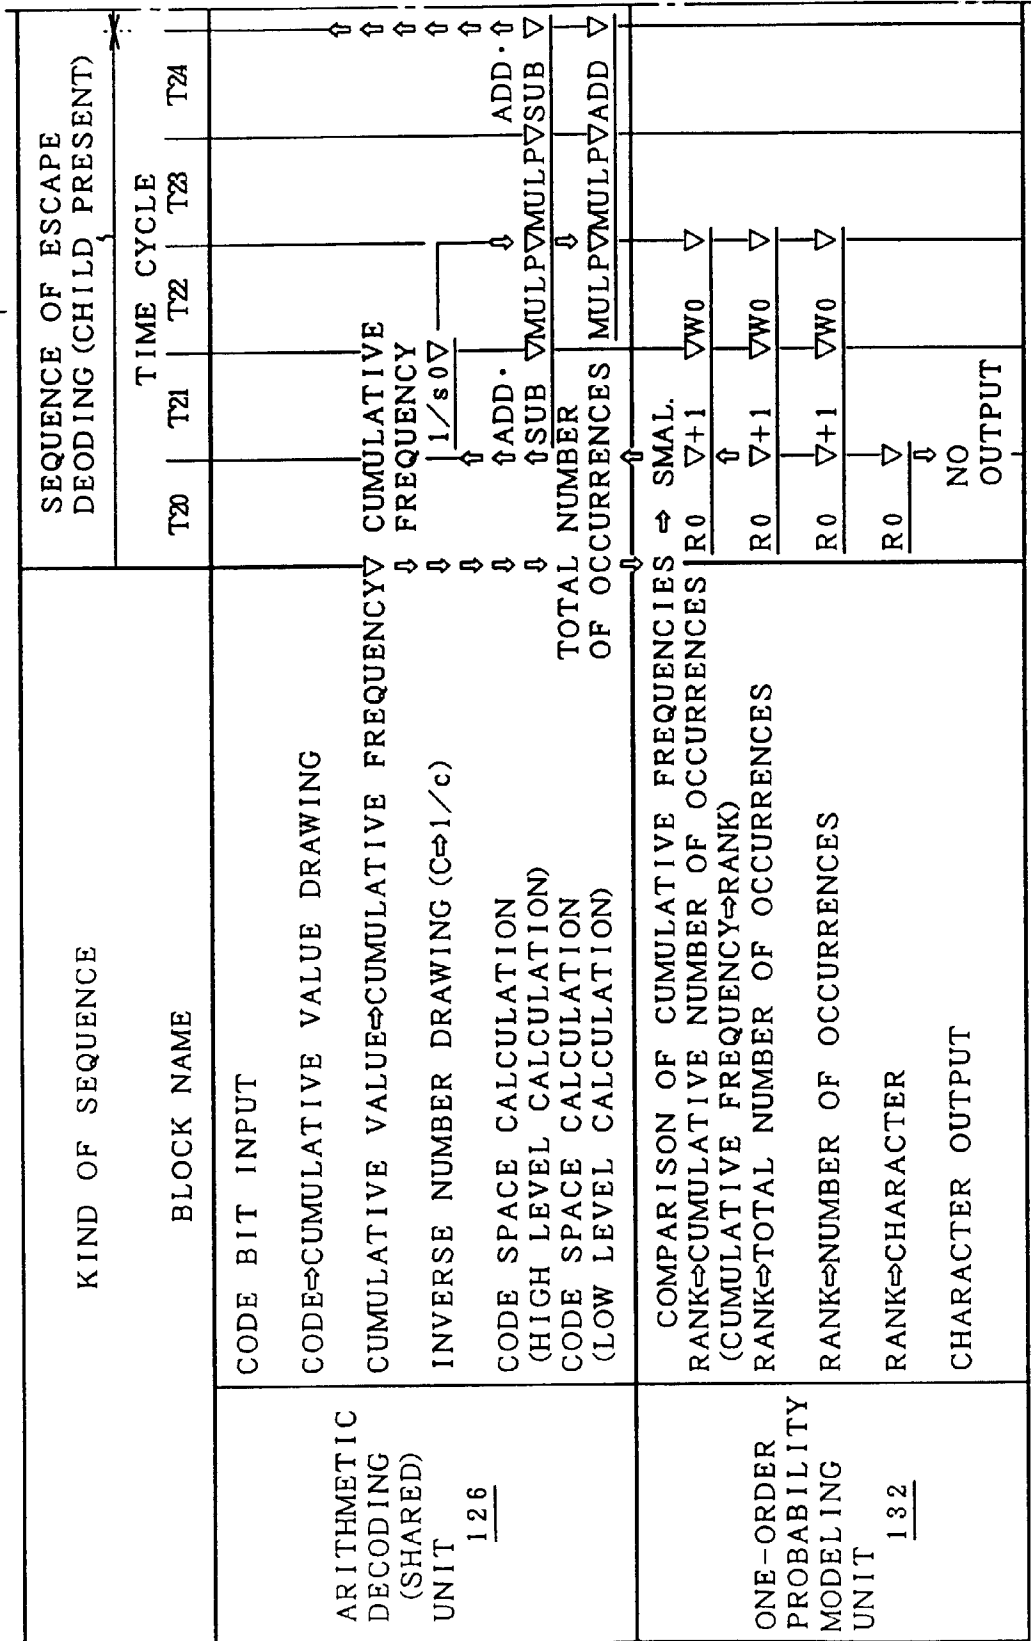 KIND OF SEQUENCE
SEQUENCE OF ESCAPE
DEODING (CHILD PRESENT)
BLOCK NAME
TIME CYCLE
T20 T21 T22 T23 T24
ARITHMETIC
DECODING
(SHARED)
UNIT
126
CODE BIT INPUT
CODE⇔CUMULATIVE VALUE DRAWING
CUMULATIVE VALUE⇔CUMULATIVE FREQUENCY▽ CUMULATIVE
FREQUENCY
INVERSE NUMBER DRAWING (C⇔1/c)
1/s0▽
CODE SPACE CALCULATION
(HIGH LEVEL CALCULATION)
ADD·
SUB ▽MULP▽MULP▽SUB ▽
ADD·
CODE SPACE CALCULATION
(LOW LEVEL CALCULATION)
TOTAL NUMBER
OF OCCURRENCES
MULP▽MULP▽ADD ▽
ONE-ORDER
PROBABILITY
MODELING
UNIT
132
COMPARISON OF CUMULATIVE FREQUENCIES ⇨ SMAL.
RANK⇔CUMULATIVE NUMBER OF OCCURRENCES
(CUMULATIVE FREQUENCY⇔RANK)
R0 ▽+1 ▽W0 ▽
RANK⇔TOTAL NUMBER OF OCCURRENCES
R0 ▽+1 ▽W0 ▽
RANK⇔NUMBER OF OCCURRENCES
R0 ▽+1 ▽W0 ▽
RANK⇔CHARACTER
R0 ▽
CHARACTER OUTPUT
NO
OUTPUT